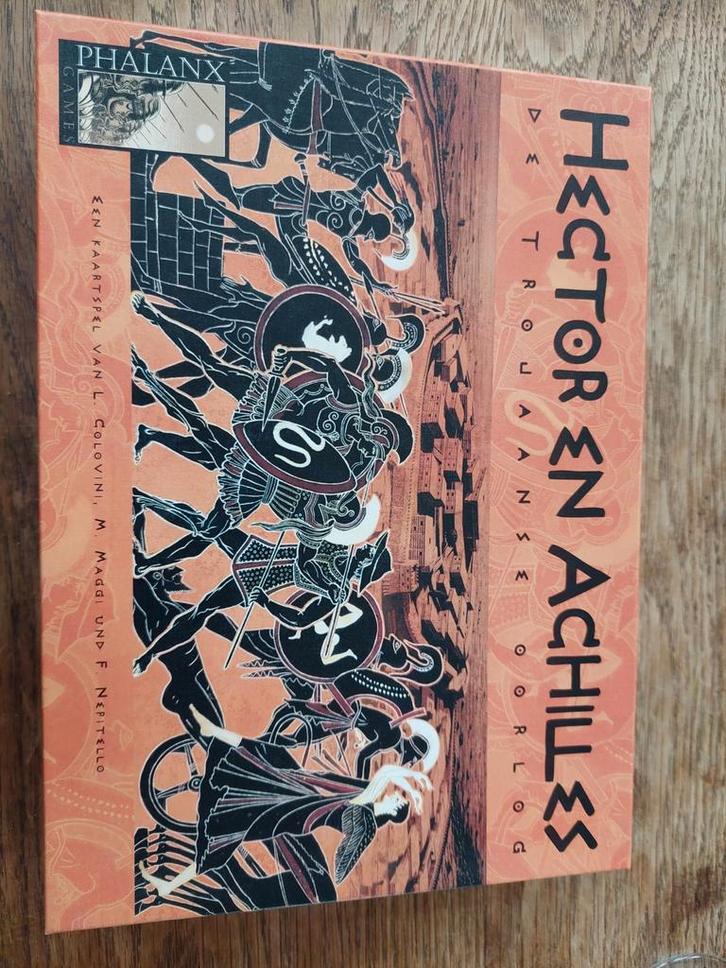 PHALANX
GAMES
HECTOR EN ACHILLES
DE TROJAANSE OORLOG
EEN KAARTSPEL VAN L. COLOVINI, M. MAGGI UND F. NEPITELLO